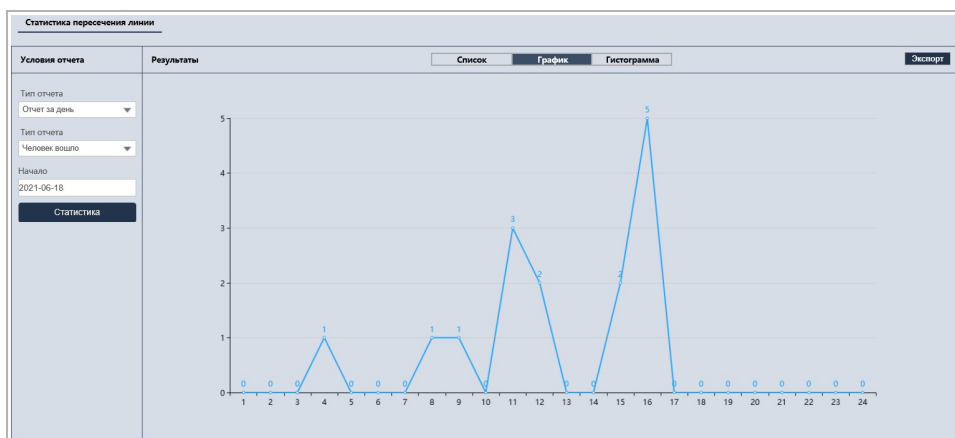 Статистика пересечения линии
Условия отчета
Результаты
Список График Гистограмма
Экспорт
Тип отчета
Отчет за день
Тип отчета
Человек вошло
Начало
2021-06-18
Статистика
5
4
3
2
1
0
0 0 0 1 0 0 0 1 1 0 3 2 0 0 2 5 0 0 0 0 0 0 0 0
1 2 3 4 5 6 7 8 9 10 11 12 13 14 15 16 17 18 19 20 21 22 23 24